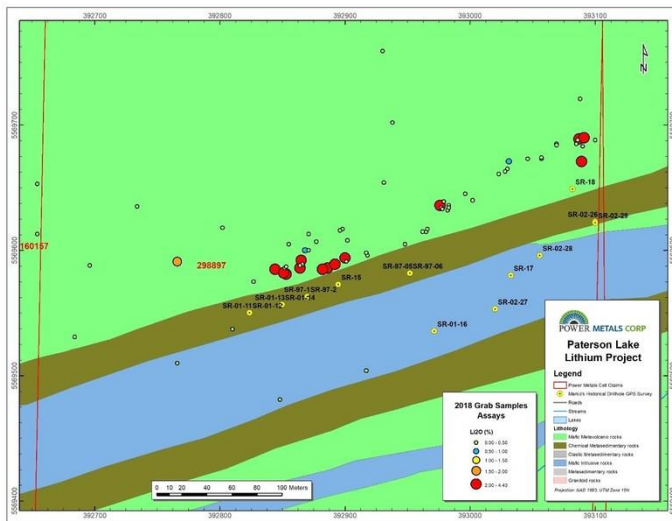 392700 392800 392900 393000 393100
N
5569700
SR-18
SR-02-26 SR-02-29
160157
298897
5569600
SR-02-28
SR-97-05SR-97-06
SR-15
SR-17
SR-97-1SR-97-2
SR-01-13SR-01-14
SR-01-11SR-01-12
SR-02-27
SR-01-16
POWER METALS CORP
Paterson Lake
Lithium Project
Legend
Power Metals Cell Claims
Historical Drillhole GPS Survey
Roads
Streams
Lakes
Lithology
Mafic Metavolcanic rocks
Chemical Metasedimentary rocks
Clastic Metasedimentary rocks
Mafic Intrusive rocks
Metasedimentary rocks
Granitoid rocks
2018 Grab Samples
Assays
Li2O (%)
0.00 - 0.50
0.50 - 1.00
1.00 - 1.50
1.50 - 2.00
2.00 - 4.40
5569500
0 10 20 40 60 80 100
Meters
5569400
392700 392800 392900 393000 393100